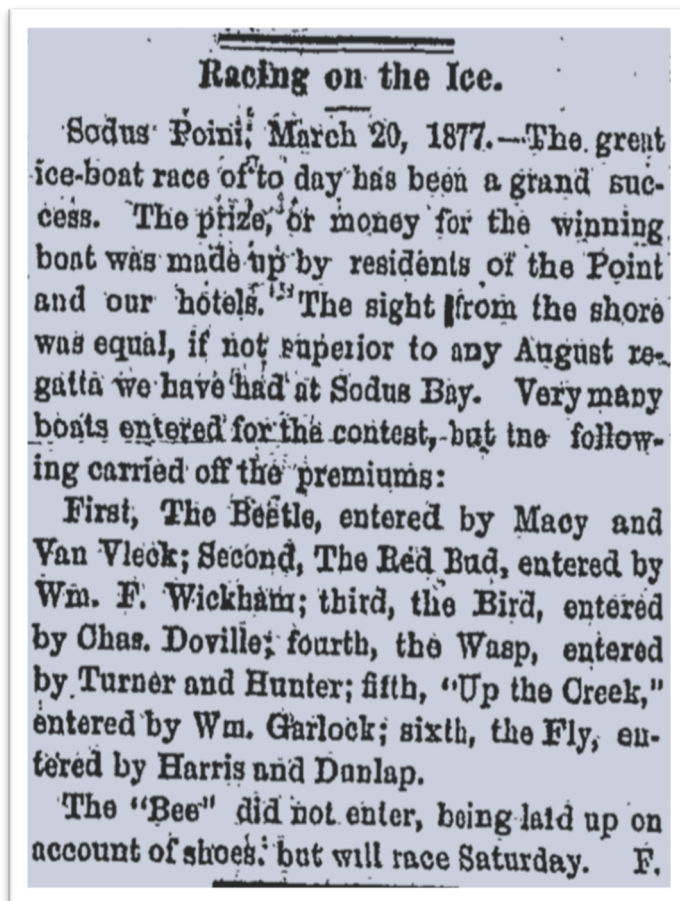 Racing on the Ice.
Sodus Point, March 20, 1877.—The great
ice-boat race of to day has been a grand suc-
cess. The prize, or money for the winning
boat was made up by residents of the Point
and our hotels. The sight from the shore
was equal, if not superior to any August re-
gatta we have had at Sodus Bay. Very many
boats entered for the contest, but tne follow-
ing carried off the premiums:
First, The Beetle, entered by Macy and
Van Vleck; Second, The Red Bud, entered by
Wm. F. Wickham; third, the Bird, entered
by Chas. Doville; fourth, the Wasp, entered
by Turner and Hunter; fifth, "Up the Creek,"
entered by Wm. Garlock; sixth, the Fly, en-
tered by Harris and Dunlap.
The "Bee" did not enter, being laid up on
account of shoes: but will race Saturday. F.